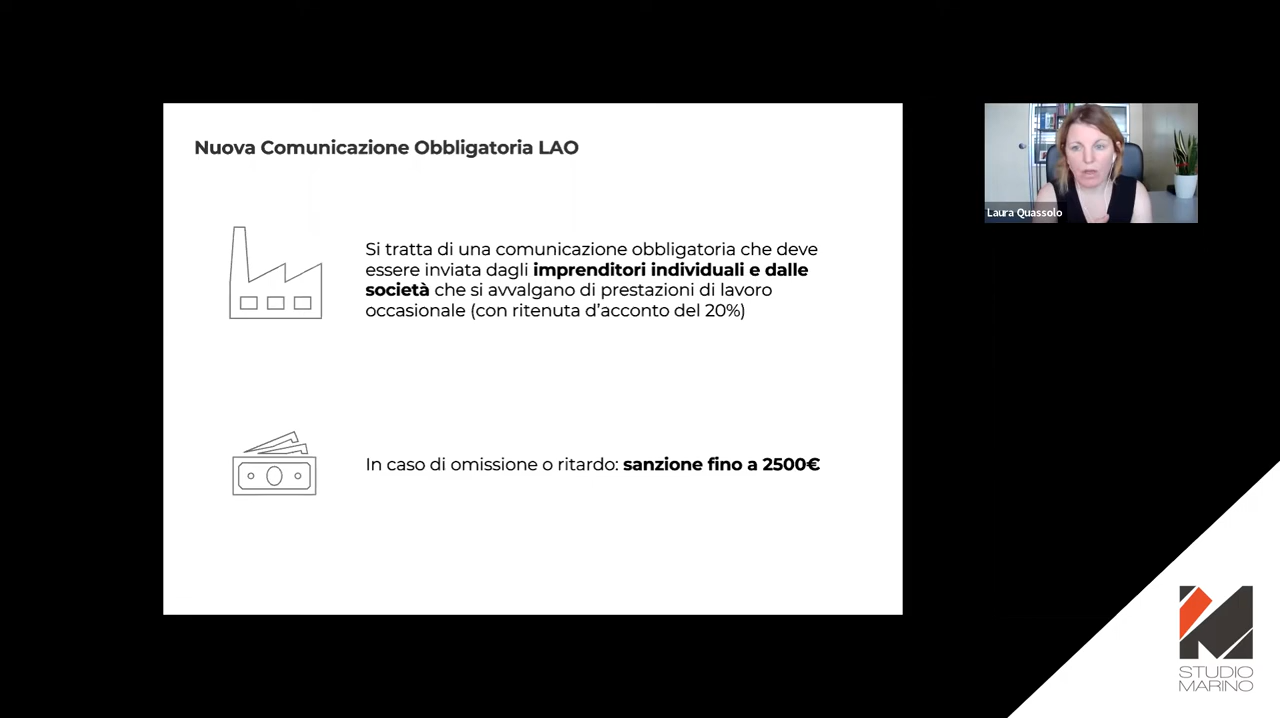 Nuova Comunicazione Obbligatoria LAO
Si tratta di una comunicazione obbligatoria che deve
essere inviata dagli imprenditori individuali e dalle
società che si avvalgano di prestazioni di lavoro
occasionale (con ritenuta d'acconto del 20%)
In caso di omissione o ritardo: sanzione fino a 2500€
Laura Quassolo
STUDIO
MARINO